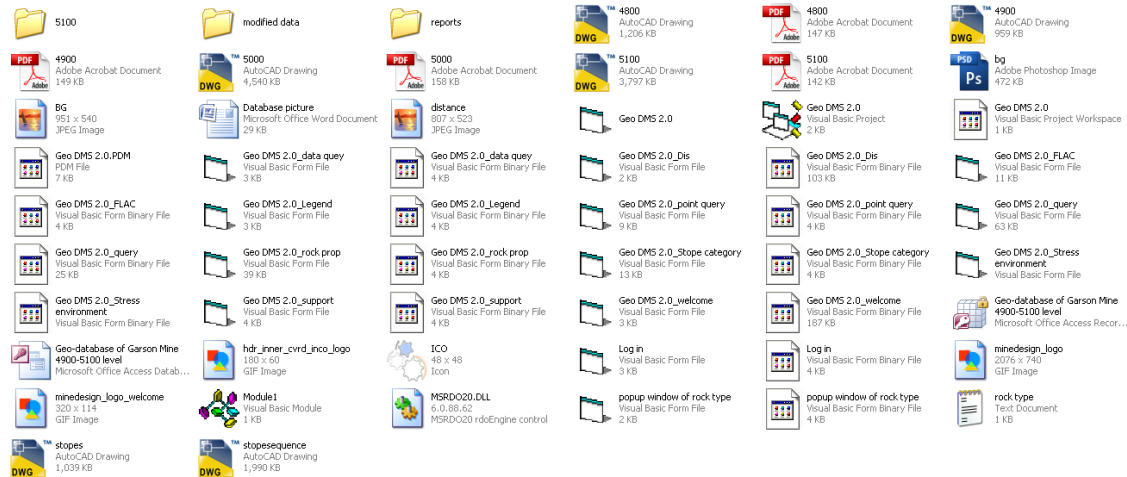 5100
modified data
reports
4800
AutoCAD Drawing
1,206 KB
4800
Adobe Acrobat Document
147 KB
4900
AutoCAD Drawing
959 KB
4900
Adobe Acrobat Document
149 KB
5000
AutoCAD Drawing
4,540 KB
5000
Adobe Acrobat Document
158 KB
5100
AutoCAD Drawing
3,797 KB
5100
Adobe Acrobat Document
142 KB
bg
Adobe Photoshop Image
472 KB
BG
951 x 540
JPEG Image
Database picture
Microsoft Office Word Document
29 KB
distance
807 x 523
JPEG Image
Geo DMS 2.0
Geo DMS 2.0
Visual Basic Project
2 KB
Geo DMS 2.0
Visual Basic Project Workspace
1 KB
Geo DMS 2.0.PDM
PDM File
7 KB
Geo DMS 2.0_data quey
Visual Basic Form File
3 KB
Geo DMS 2.0_data quey
Visual Basic Form Binary File
4 KB
Geo DMS 2.0_Dis
Visual Basic Form File
2 KB
Geo DMS 2.0_Dis
Visual Basic Form Binary File
103 KB
Geo DMS 2.0_FLAC
Visual Basic Form File
11 KB
Geo DMS 2.0_FLAC
Visual Basic Form Binary File
4 KB
Geo DMS 2.0_Legend
Visual Basic Form File
3 KB
Geo DMS 2.0_Legend
Visual Basic Form Binary File
4 KB
Geo DMS 2.0_point query
Visual Basic Form File
9 KB
Geo DMS 2.0_point query
Visual Basic Form Binary File
4 KB
Geo DMS 2.0_query
Visual Basic Form File
63 KB
Geo DMS 2.0_query
Visual Basic Form Binary File
25 KB
Geo DMS 2.0_rock prop
Visual Basic Form File
39 KB
Geo DMS 2.0_rock prop
Visual Basic Form Binary File
4 KB
Geo DMS 2.0_Stope category
Visual Basic Form File
13 KB
Geo DMS 2.0_Stope category
Visual Basic Form Binary File
4 KB
Geo DMS 2.0_Stress
environment
Visual Basic Form File
Geo DMS 2.0_Stress
environment
Visual Basic Form Binary File
Geo DMS 2.0_support
Visual Basic Form File
4 KB
Geo DMS 2.0_support
Visual Basic Form Binary File
4 KB
Geo DMS 2.0_welcome
Visual Basic Form File
3 KB
Geo DMS 2.0_welcome
Visual Basic Form Binary File
187 KB
Geo-database of Garson Mine
4900-5100 level
Microsoft Office Access Recor...
Geo-database of Garson Mine
4900-5100 level
Microsoft Office Access Datab...
hdr_inner_cvrd_inco_logo
180 x 60
GIF Image
ICO
48 x 48
Icon
Log in
Visual Basic Form File
3 KB
Log in
Visual Basic Form Binary File
4 KB
minedesign_logo
2076 x 740
GIF Image
minedesign_logo_welcome
320 x 114
GIF Image
Module1
Visual Basic Module
1 KB
MSRDO20.DLL
6.0.88.62
MSRDO20 rdoEngine control
popup window of rock type
Visual Basic Form File
2 KB
popup window of rock type
Visual Basic Form Binary File
4 KB
rock type
Text Document
1 KB
stopes
AutoCAD Drawing
1,039 KB
stopesequence
AutoCAD Drawing
1,990 KB